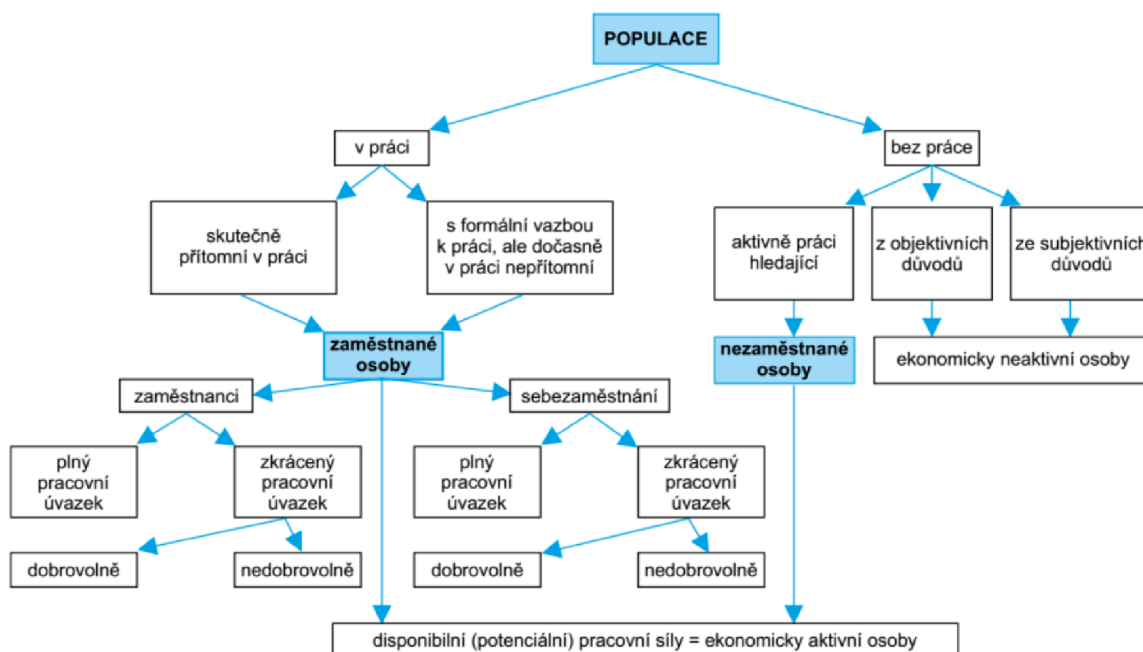 POPULACE
v práci
bez práce
skutečně
přítomní v práci
s formální vazbou
k práci, ale dočasně
v práci nepřítomní
aktivně práci
hledající
z objektivních
důvodů
ze subjektivních
důvodů
zaměstnané
osoby
nezaměstnané
osoby
ekonomicky neaktivní osoby
zaměstnanci
sebezaměstnání
plný
pracovní
úvazek
zkrácený
pracovní
úvazek
plný
pracovní
úvazek
zkrácený
pracovní
úvazek
dobrovolně
nedobrovolně
dobrovolně
nedobrovolně
disponibilní (potenciální) pracovní síly = ekonomicky aktivní osoby